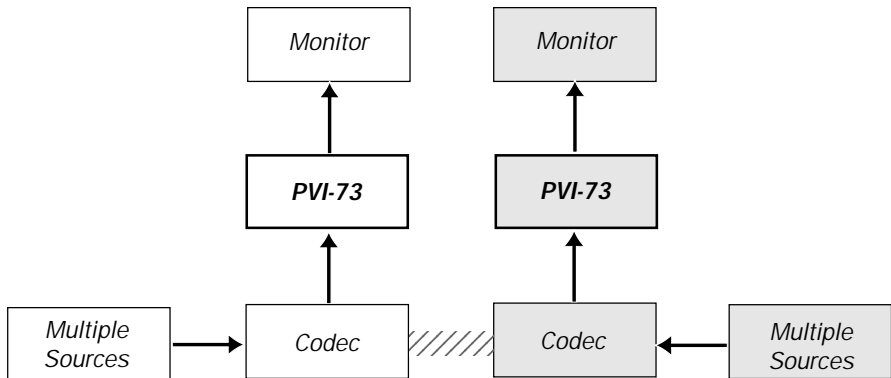 Monitor
Monitor
PVI-73
PVI-73
Multiple
Sources
Codec
Codec
Multiple
Sources